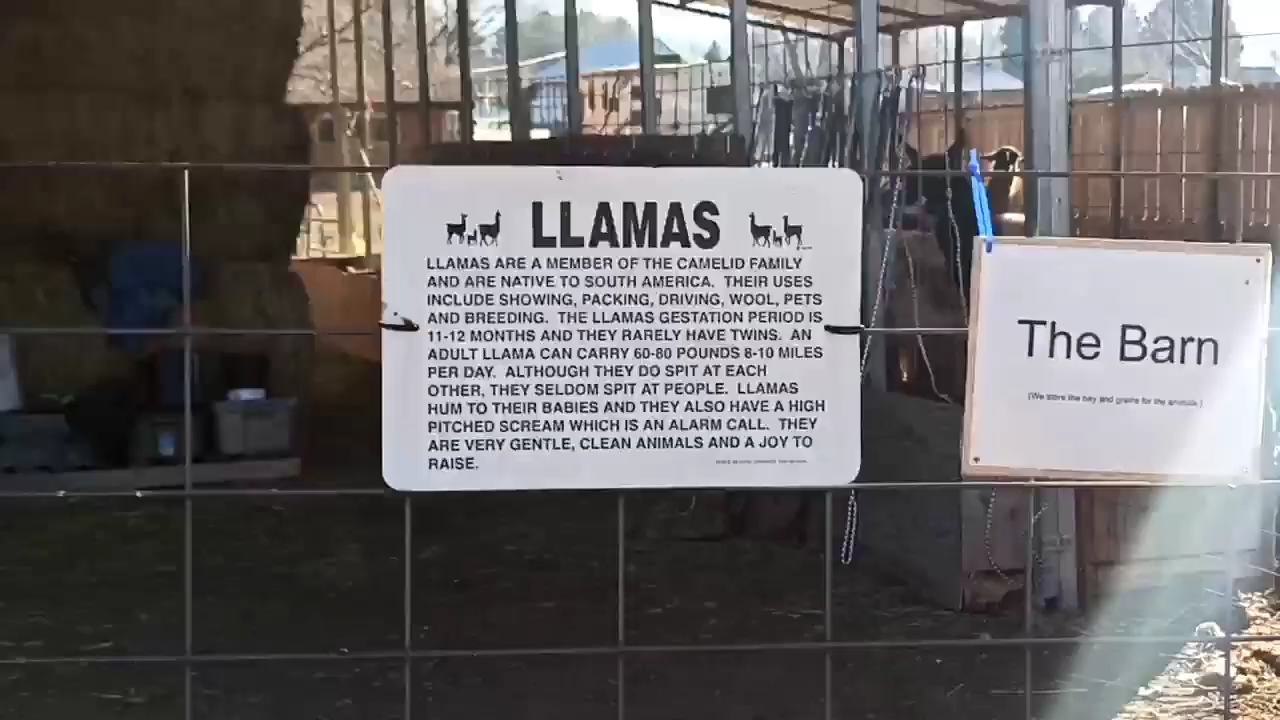 LLAMAS
LLAMAS ARE A MEMBER OF THE CAMELID FAMILY
AND ARE NATIVE TO SOUTH AMERICA. THEIR USES
INCLUDE SHOWING, PACKING, DRIVING, WOOL, PETS
AND BREEDING. THE LLAMAS GESTATION PERIOD IS
11-12 MONTHS AND THEY RARELY HAVE TWINS. AN
ADULT LLAMA CAN CARRY 60-80 POUNDS 8-10 MILES
PER DAY. ALTHOUGH THEY DO SPIT AT EACH
OTHER, THEY SELDOM SPIT AT PEOPLE. LLAMAS
HUM TO THEIR BABIES AND THEY ALSO HAVE A HIGH
PITCHED SCREAM WHICH IS AN ALARM CALL. THEY
ARE VERY GENTLE, CLEAN ANIMALS AND A JOY TO
RAISE.
The Barn
(We store the hay and grains for the animals.)